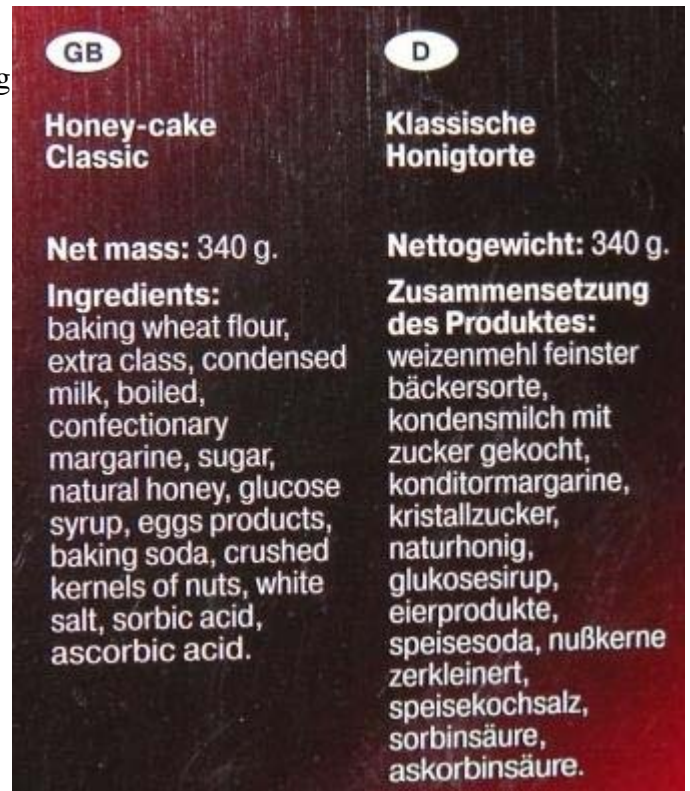 g
GB
Honey-cake
Classic
Net mass: 340 g.
Ingredients:
baking wheat flour,
extra class, condensed
milk, boiled,
confectionary
margarine, sugar,
natural honey, glucose
syrup, eggs products,
baking soda, crushed
kernels of nuts, white
salt, sorbic acid,
ascorbic acid.
D
Klassische
Honigtorte
Nettogewicht: 340 g.
Zusammensetzung
des Produktes:
weizenmehl feinster
bäckersorte,
kondensmilch mit
zucker gekocht,
konditormargarine,
kristallzucker,
naturhonig,
glukosesirup,
eierprodukte,
speisesoda, nußkerne
zerkleinert,
speisekochsalz,
sorbinsäure,
askorbinsäure.